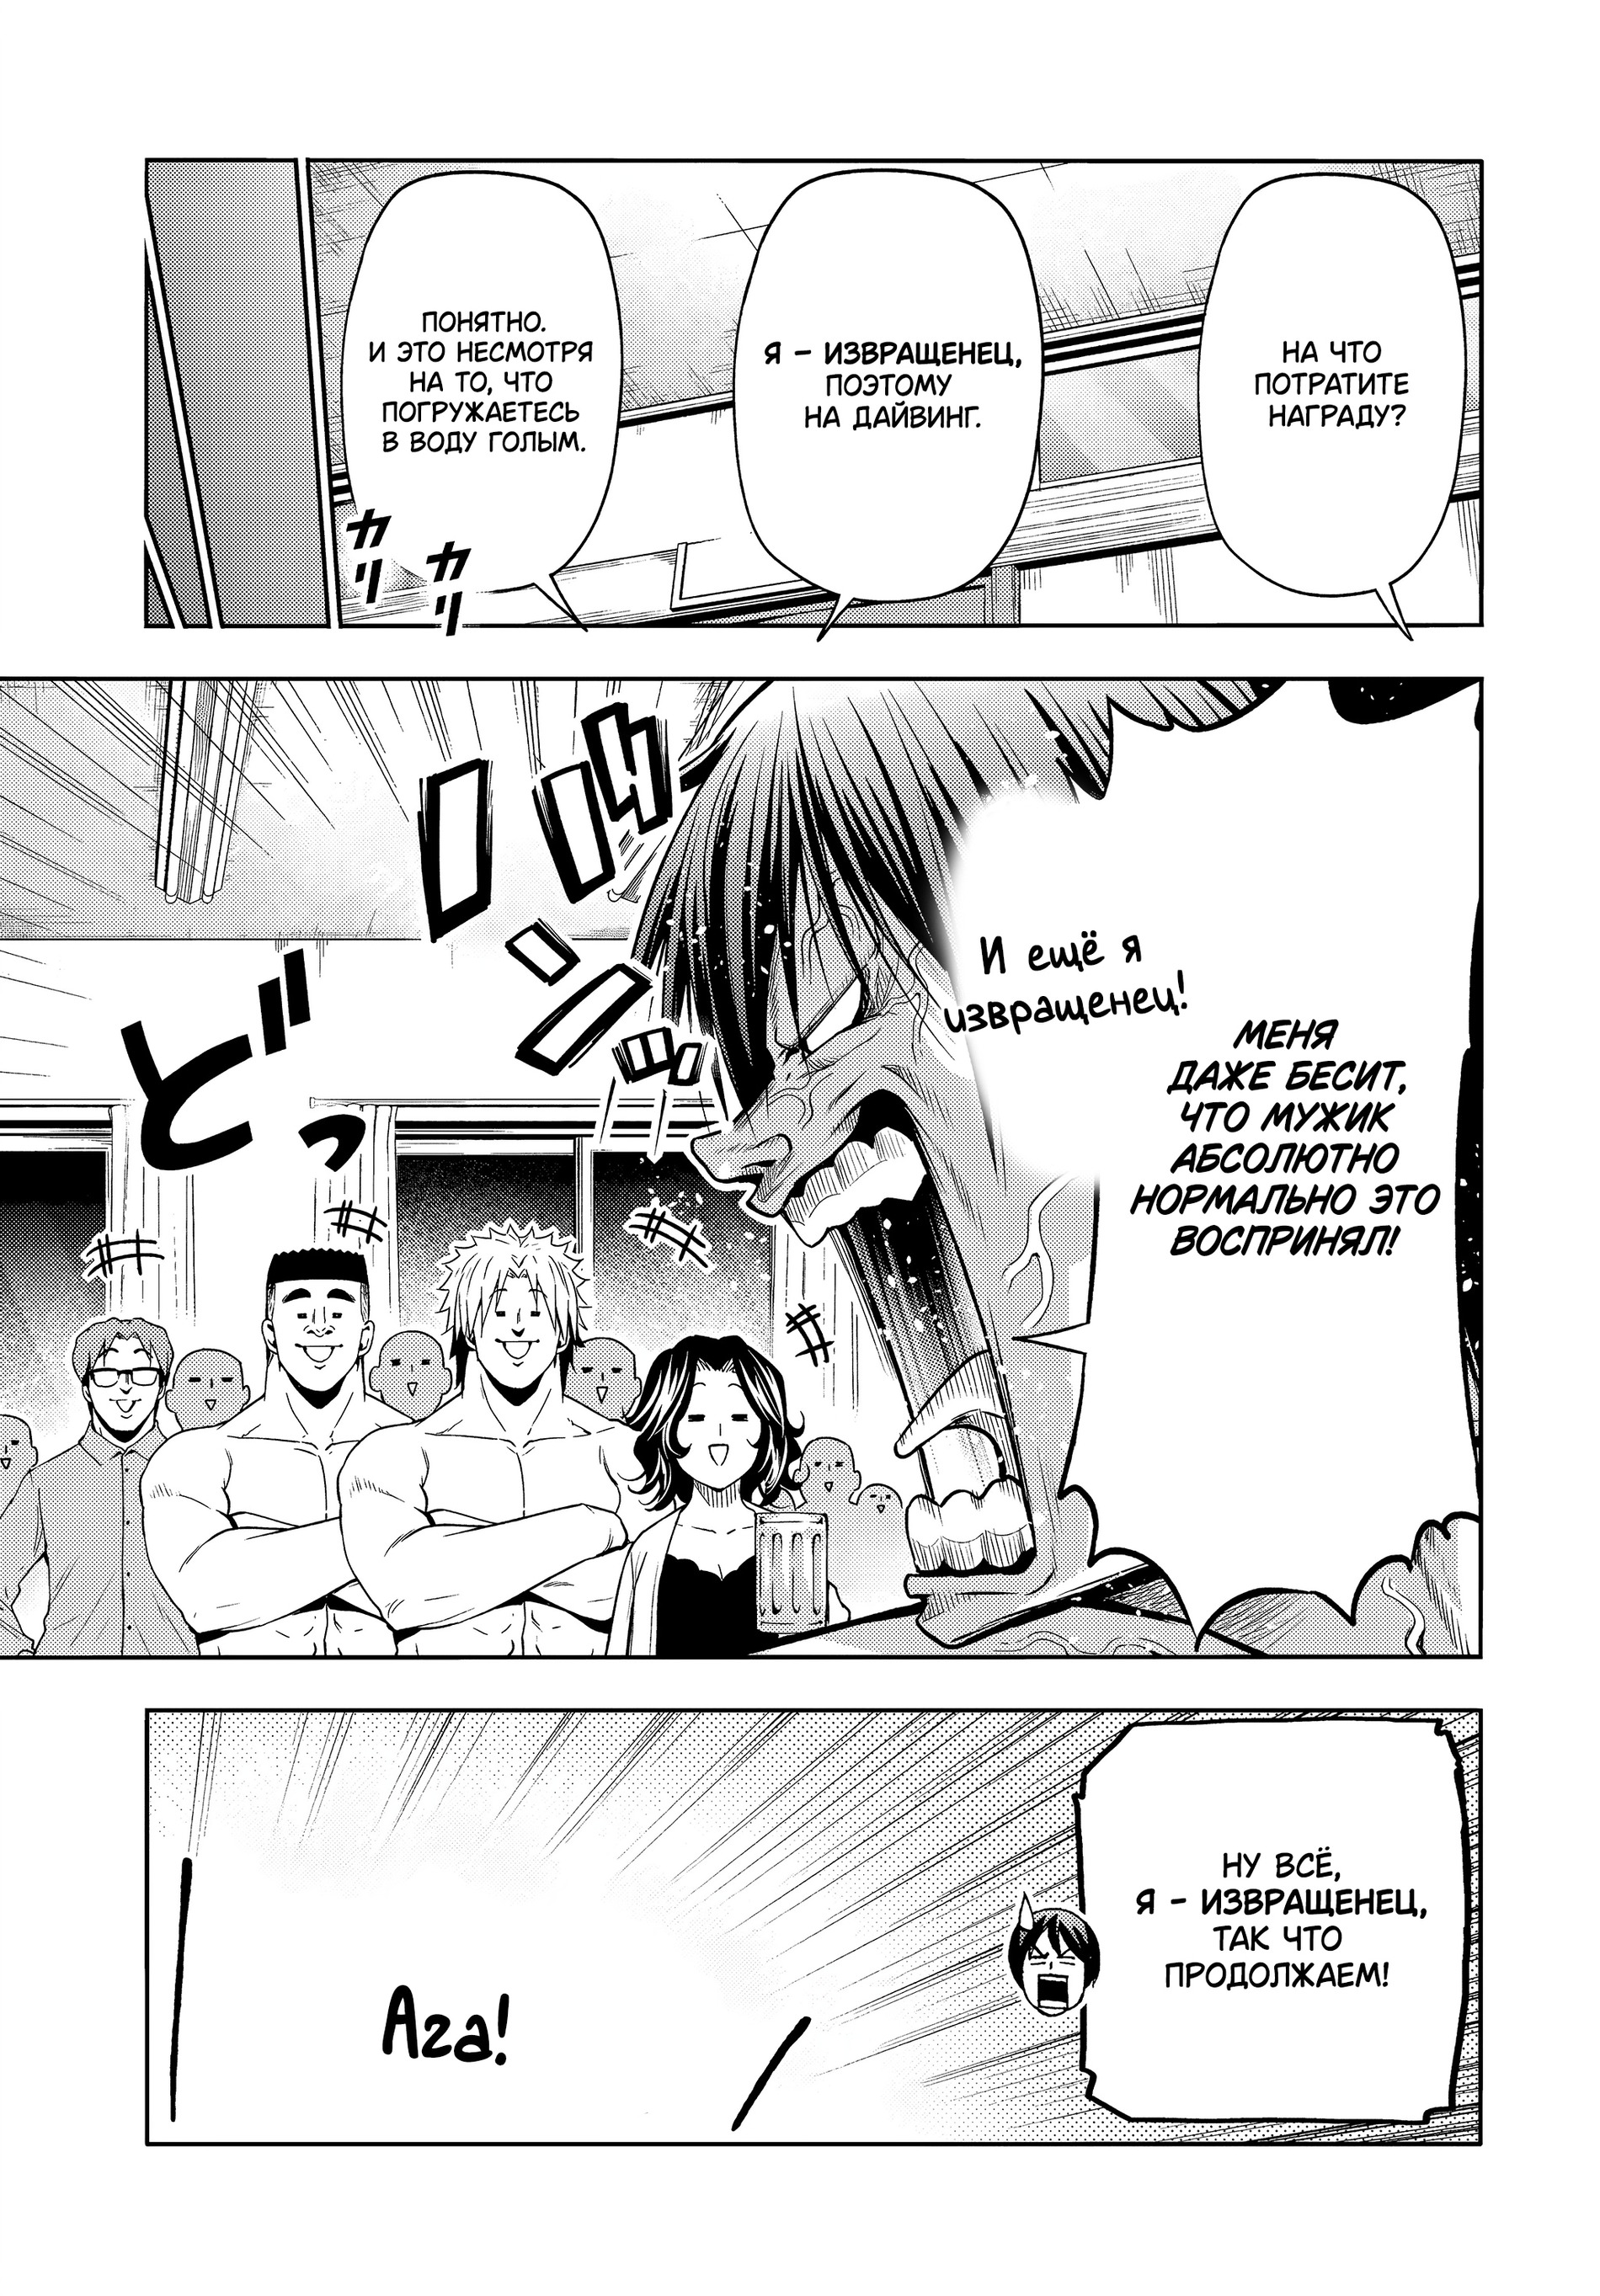 НА ЧТО
ПОТРАТИТЕ
НАГРАДУ?
Я - ИЗВРАЩЕНЕЦ,
ПОЭТОМУ
НА ДАЙВИНГ.
ПОНЯТНО.
И ЭТО НЕСМОТРЯ
НА ТО, ЧТО
ПОГРУЖАЕТЕСЬ
В ВОДУ ГОЛЫМ.
カリ
カリ
МЕНЯ
ДАЖЕ БЕСИТ,
ЧТО МУЖИК
АБСОЛЮТНО
НОРМАЛЬНО ЭТО
ВОСПРИНЯЛ!
И ещё я
извращенец!
どっ
НУ ВСЁ,
Я - ИЗВРАЩЕНЕЦ,
ТАК ЧТО
ПРОДОЛЖАЕМ!
Ага!